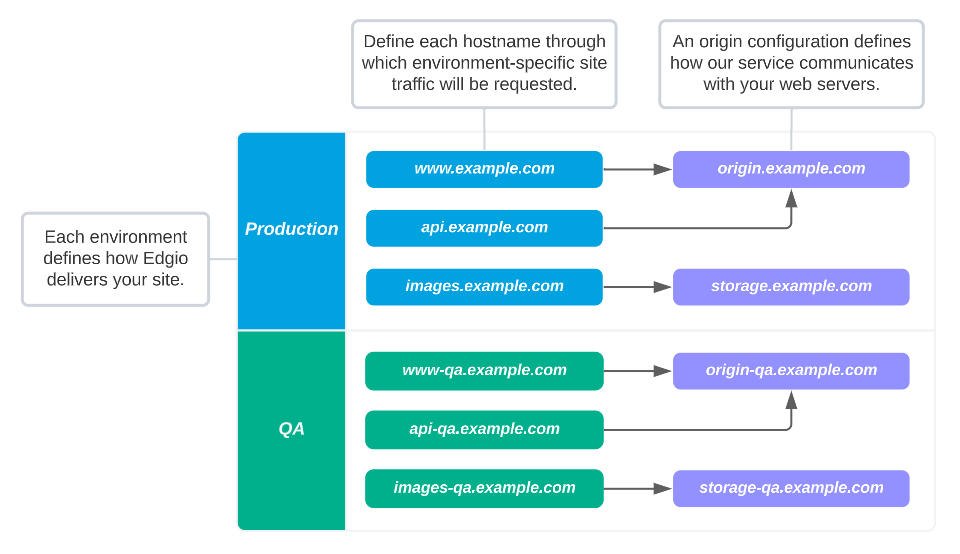 Define each hostname through
which environment-specific site
traffic will be requested.
An origin configuration defines
how our service communicates
with your web servers.
Each environment
defines how Edgio
delivers your site.
Production
www.example.com
origin.example.com
api.example.com
images.example.com
storage.example.com
QA
www-qa.example.com
origin-qa.example.com
api-qa.example.com
images-qa.example.com
storage-qa.example.com